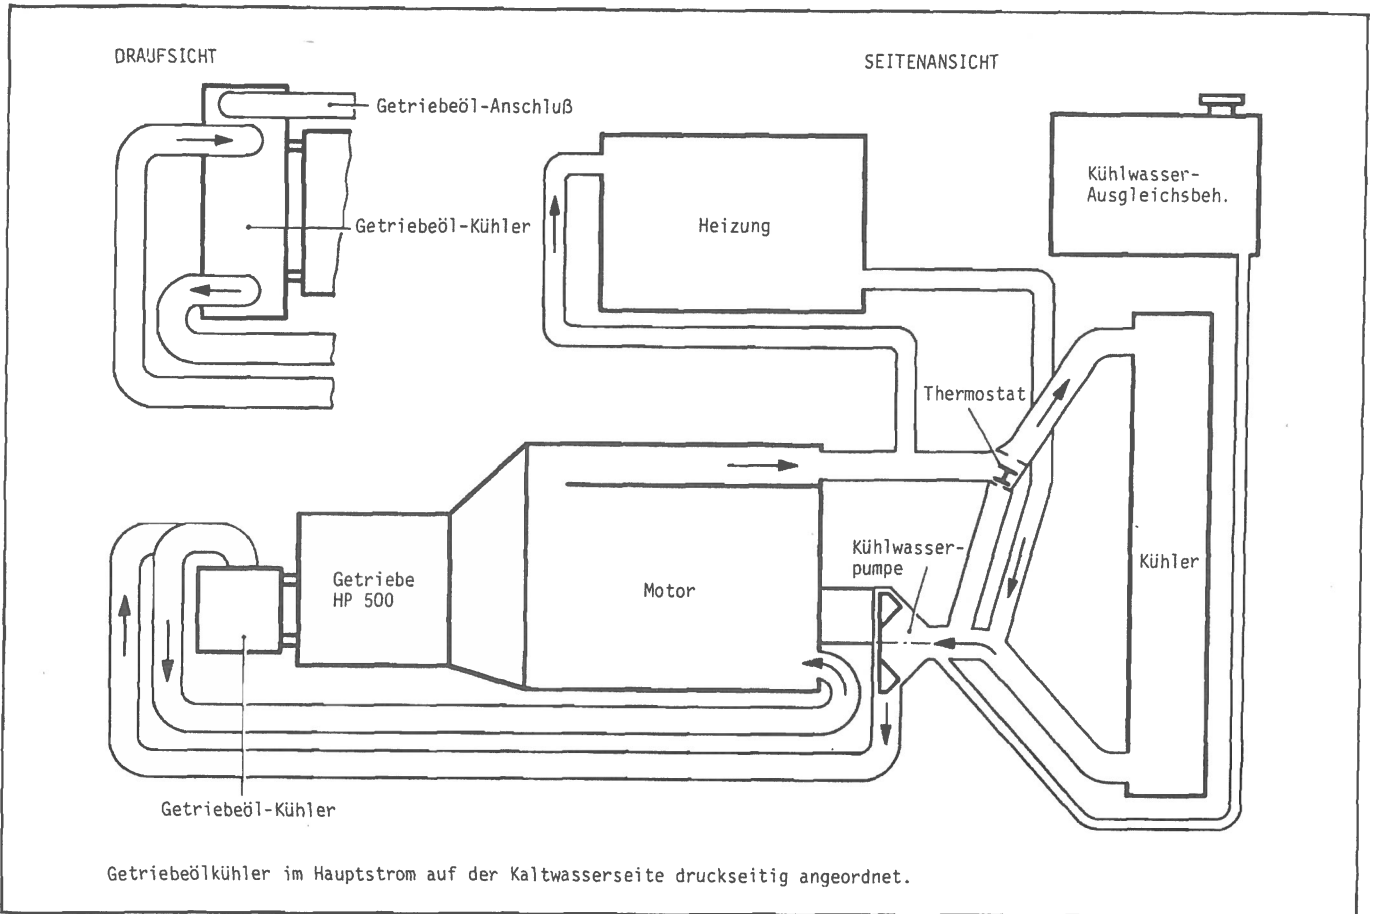 DRAUFSICHT
Getriebeöl-Anschluß
Getriebeöl-Kühler
SEITENANSICHT
Kühlwasser-
Ausgleichsbeh.
Heizung
Thermostat
Kühlwasser-
pumpe
Kühler
Getriebe
HP 500
Motor
Getriebeöl-Kühler
Getriebeölkühler im Hauptstrom auf der Kaltwasserseite druckseitig angeordnet.